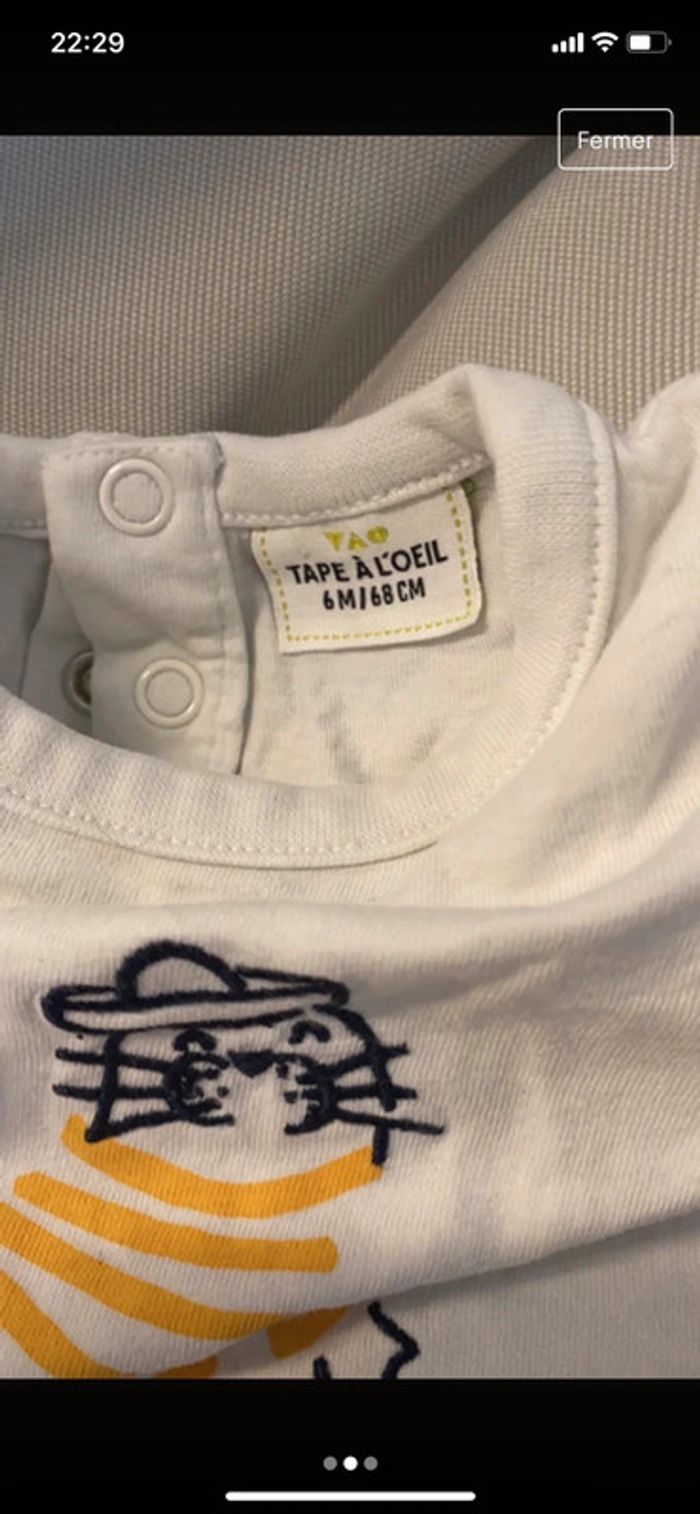 22:29
Fermer
TAO
TAPE À L'OEIL
6M/68CM